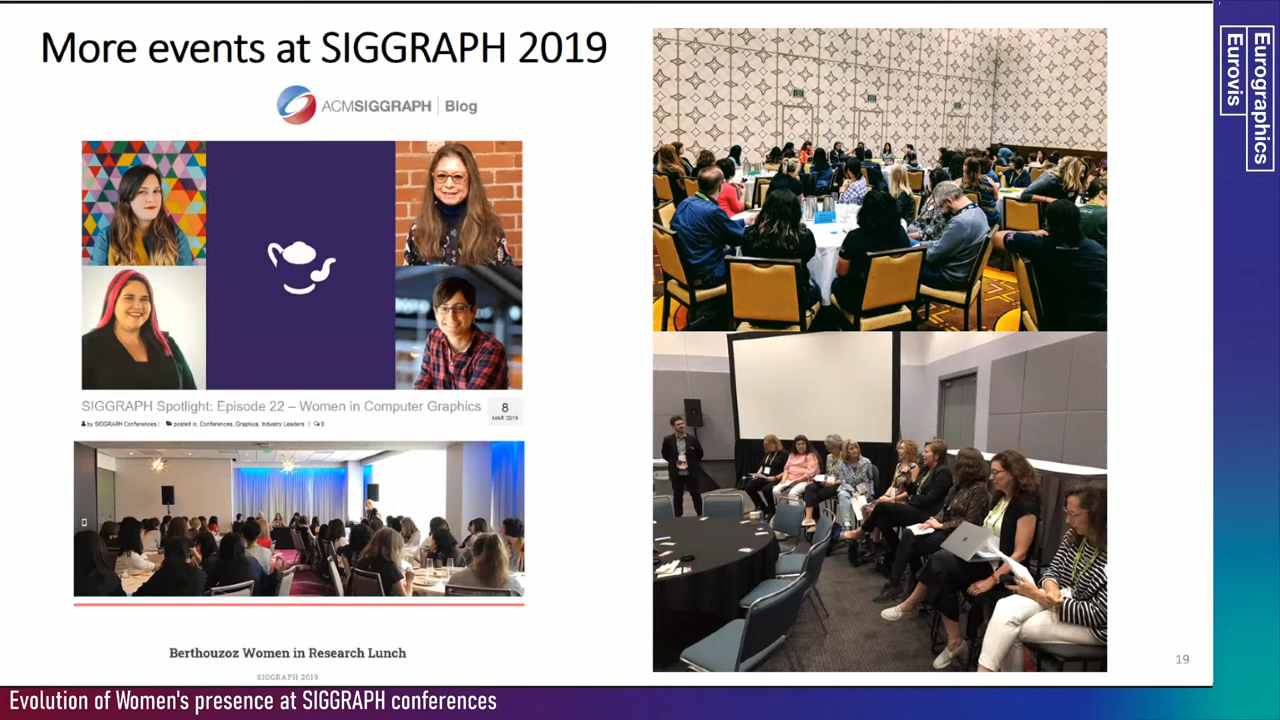 More events at SIGGRAPH 2019
ACMSIGGRAPH | Blog
SIGGRAPH Spotlight: Episode 22 – Women in Computer Graphics
8
MAR 2019
by SIGGRAPH Conferences | posted in: Conferences, Graphics, Industry Leaders | 0
Berthouzoz Women in Research Lunch
SIGGRAPH 2019
19
Evolution of Women's presence at SIGGRAPH conferences
Eurographics
Eurovis